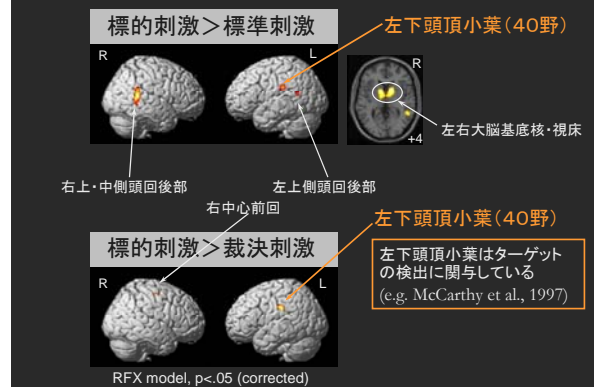 標的刺激＞標準刺激
左下頭頂小葉（40野）
R
L
R
+4
左右大脳基底核・視床
右上・中側頭回後部
左上側頭回後部
右中心前回
左下頭頂小葉（40野）
標的刺激＞裁決刺激
R
L
左下頭頂小葉はターゲット
の検出に関与している
(e.g. McCarthy et al., 1997)
RFX model, p<.05 (corrected)